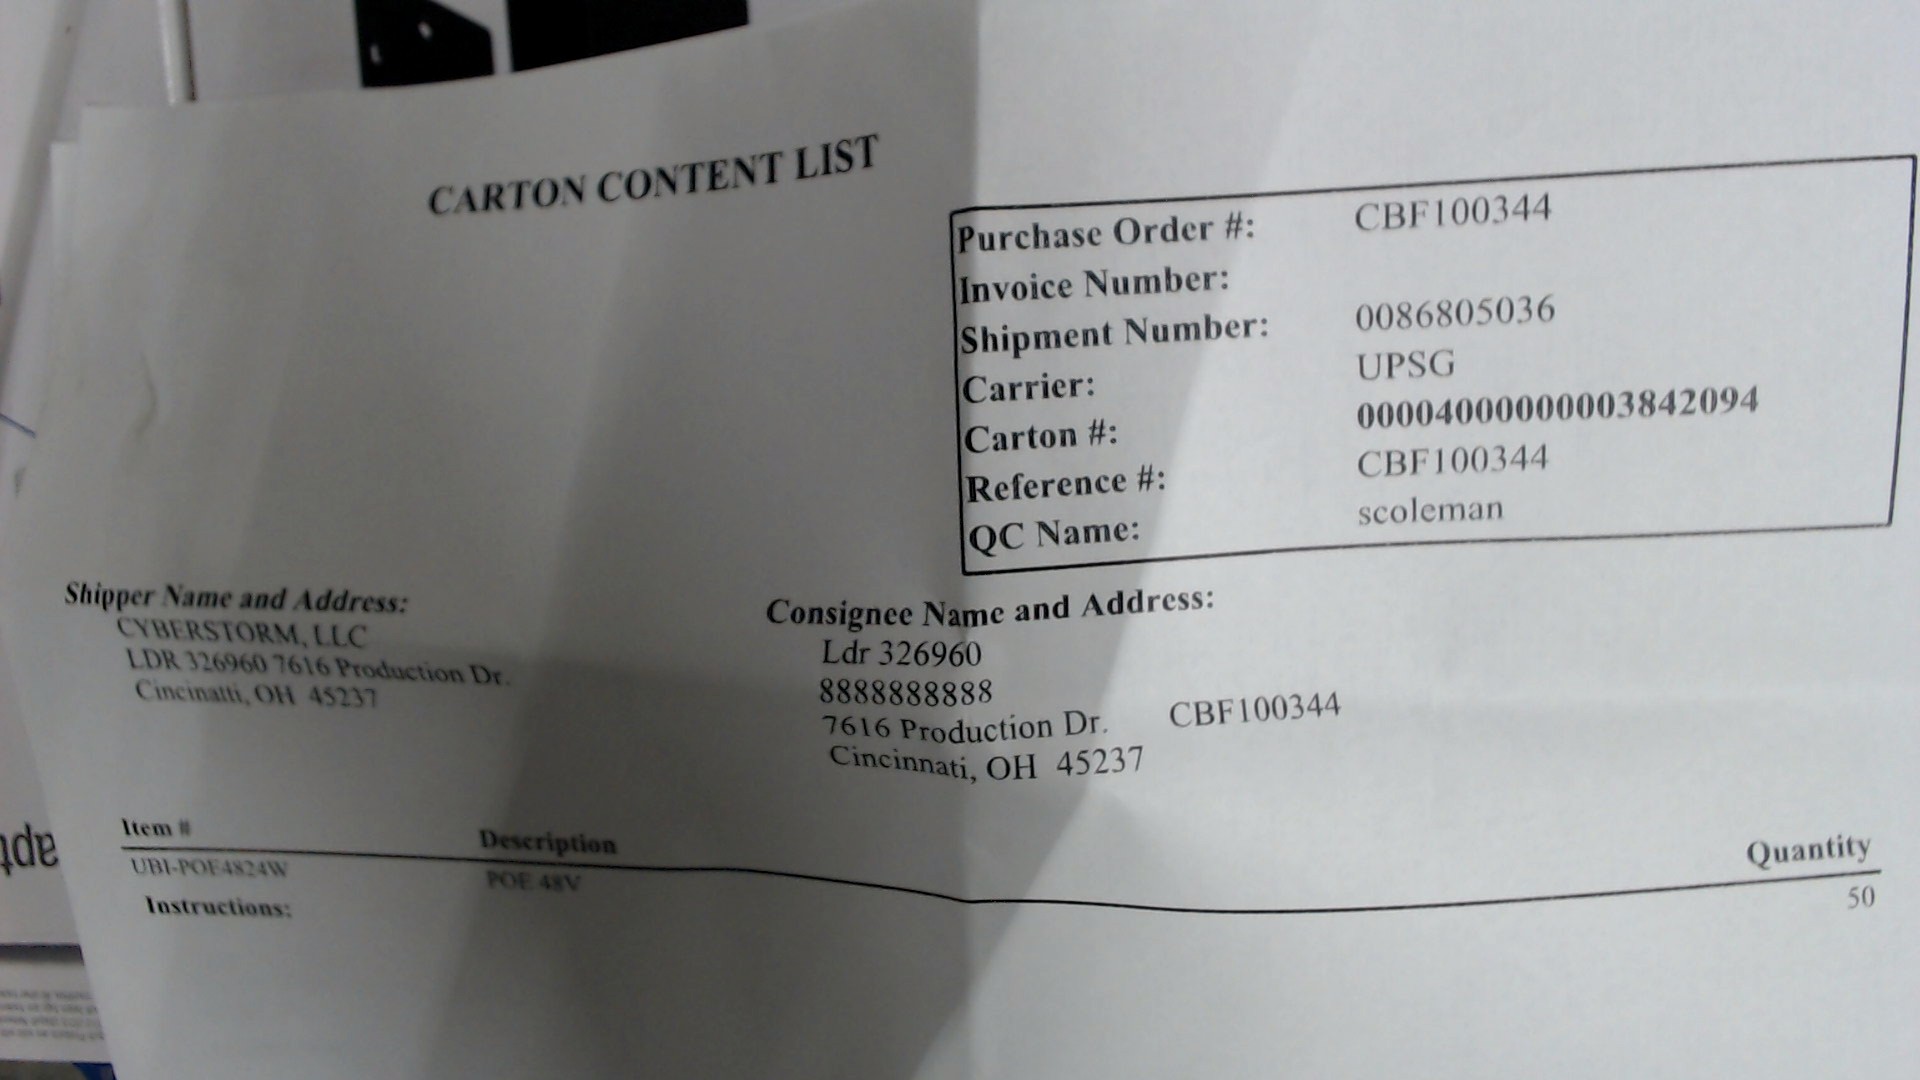 CARTON CONTENT LIST
Purchase Order #: CBF100344
Invoice Number:
Shipment Number: 0086805036
Carrier: UPSG
Carton #: 00004000000003842094
Reference #: CBF100344
QC Name: scoleman
Shipper Name and Address:
CYBERSTORM, LLC
LDR 326960 7616 Production Dr.
Cincinatti, OH 45237
Consignee Name and Address:
Ldr 326960
8888888888
7616 Production Dr. CBF100344
Cincinnati, OH 45237
Item # Description Quantity
UBI-POE4824W POE 48V 50
Instructions: